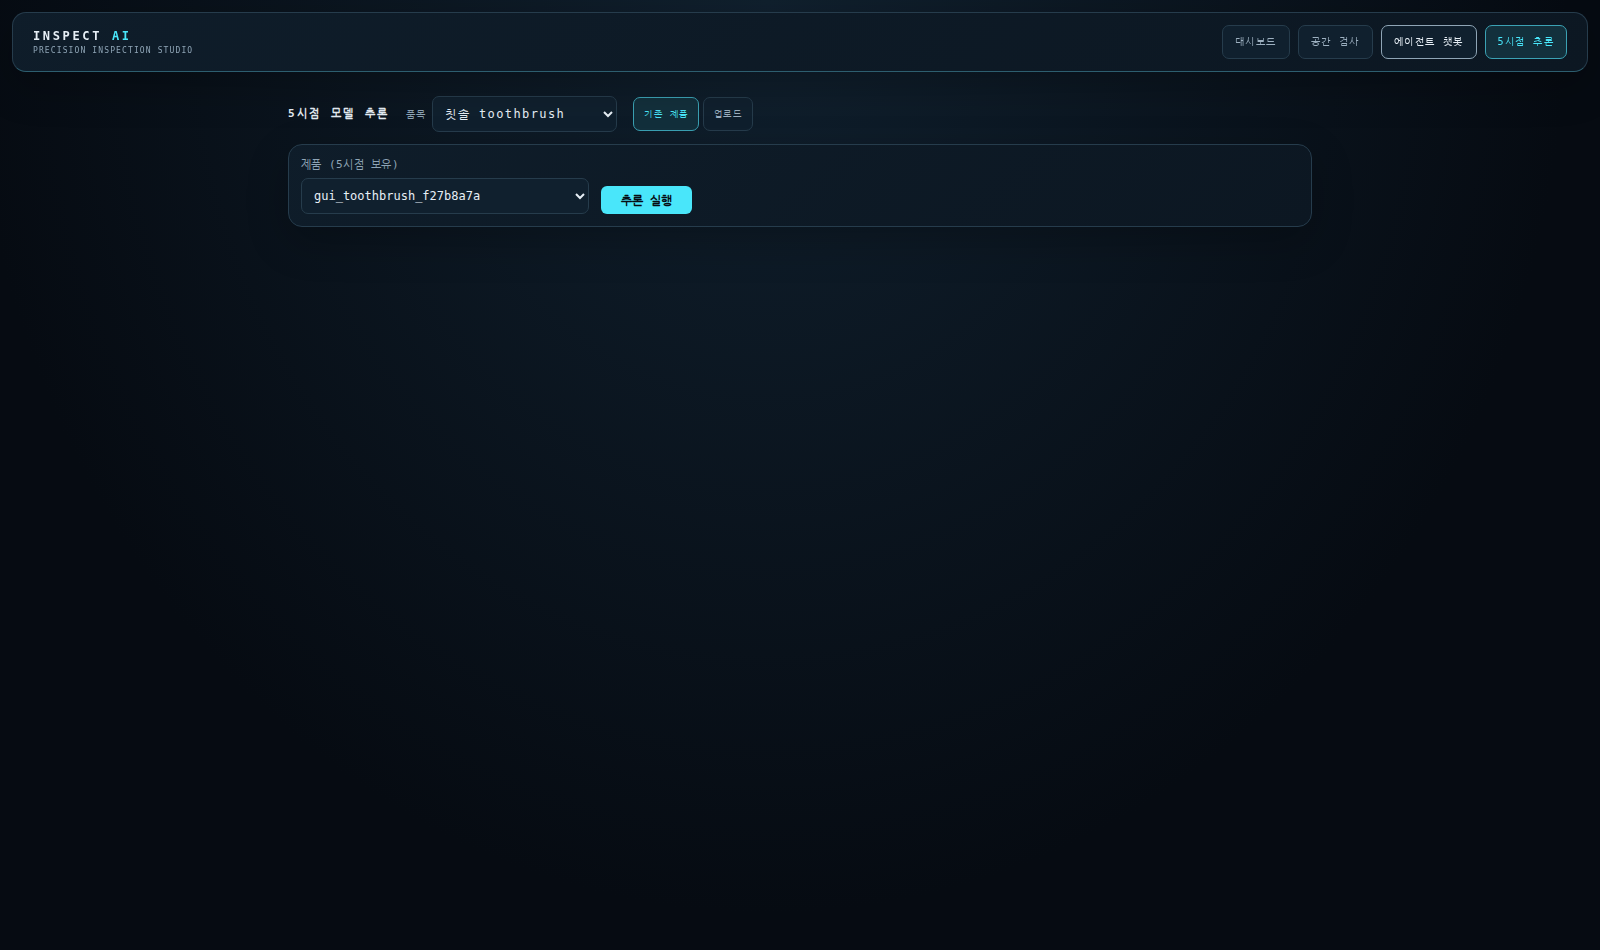 INSPECT AI
PRECISION INSPECTION STUDIO
대시보드
공간 검사
에이전트 챗봇
5시점 추론
5시점 모델 추론
품목
칫솔 toothbrush
기존 제품
업로드
제품 (5시점 보유)
gui_toothbrush_f27b8a7a
추론 실행